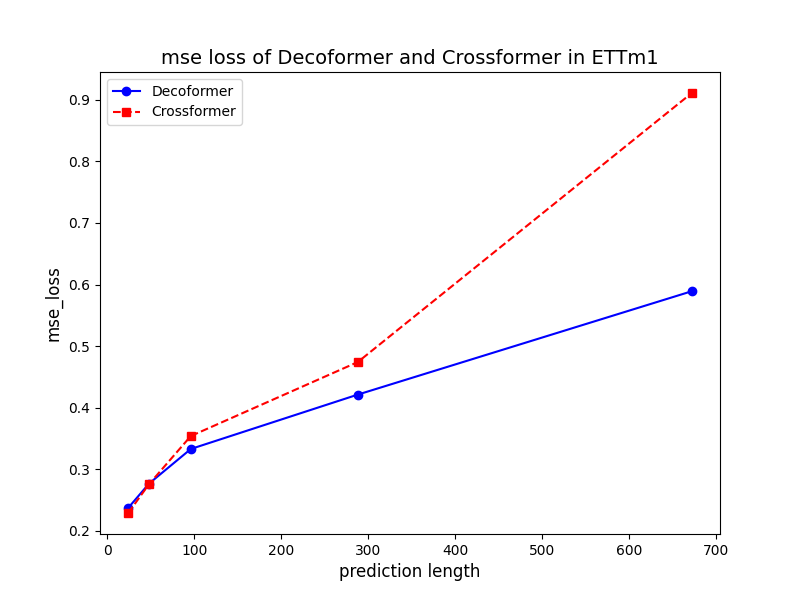 mse loss of Decoformer and Crossformer in ETTm1
Decoformer
Crossformer
mse_loss
0.9
0.8
0.7
0.6
0.5
0.4
0.3
0.2
0 100 200 300 400 500 600 700
prediction length